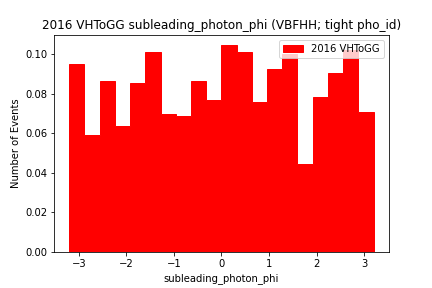 2016 VHToGG subleading_photon_phi (VBFHH; tight pho_id)
2016 VHToGG
Number of Events
0.10
0.08
0.06
0.04
0.02
0.00
−3 −2 −1 0 1 2 3
subleading_photon_phi